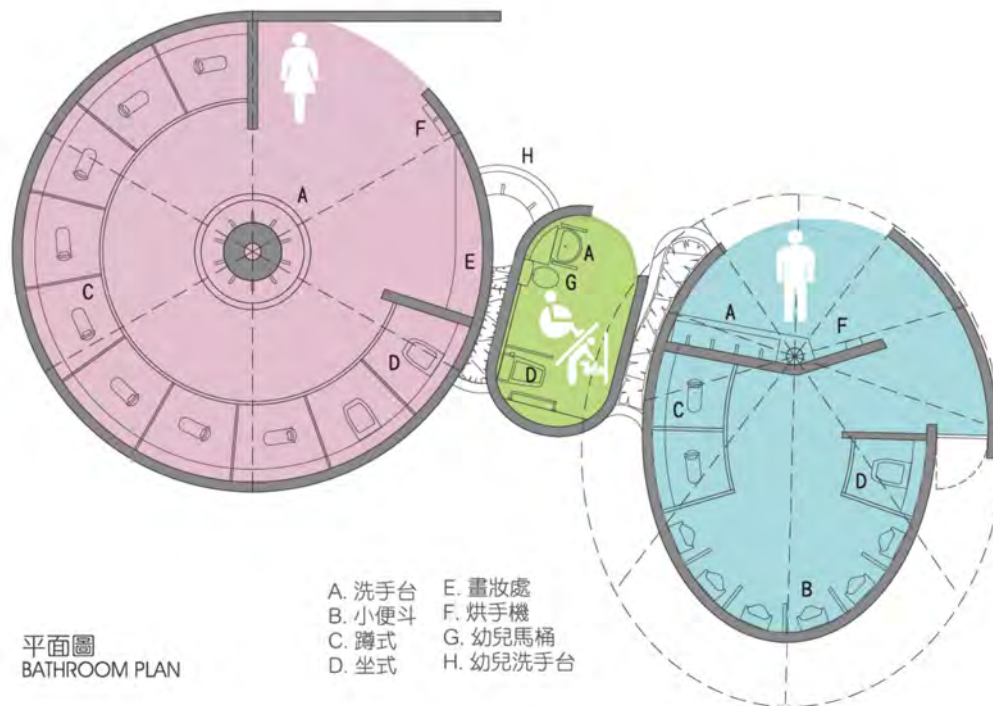 F
H
A
A
E
G
C
D
D
A
F
C
D
B
A. 洗手台
B. 小便斗
C. 蹲式
D. 坐式
E. 畫妝處
F. 烘手機
G. 幼兒馬桶
H. 幼兒洗手台
平面圖
BATHROOM PLAN